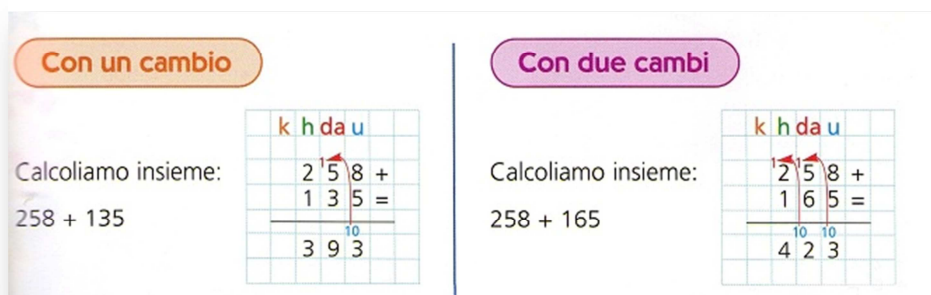 Con un cambio
k h da u
Calcoliamo insieme:
1
2 5 8 +
1 3 5 =
258 + 135
10
3 9 3
Con due cambi
k h da u
Calcoliamo insieme:
1 1
2 5 8 +
1 6 5 =
258 + 165
10 10
4 2 3